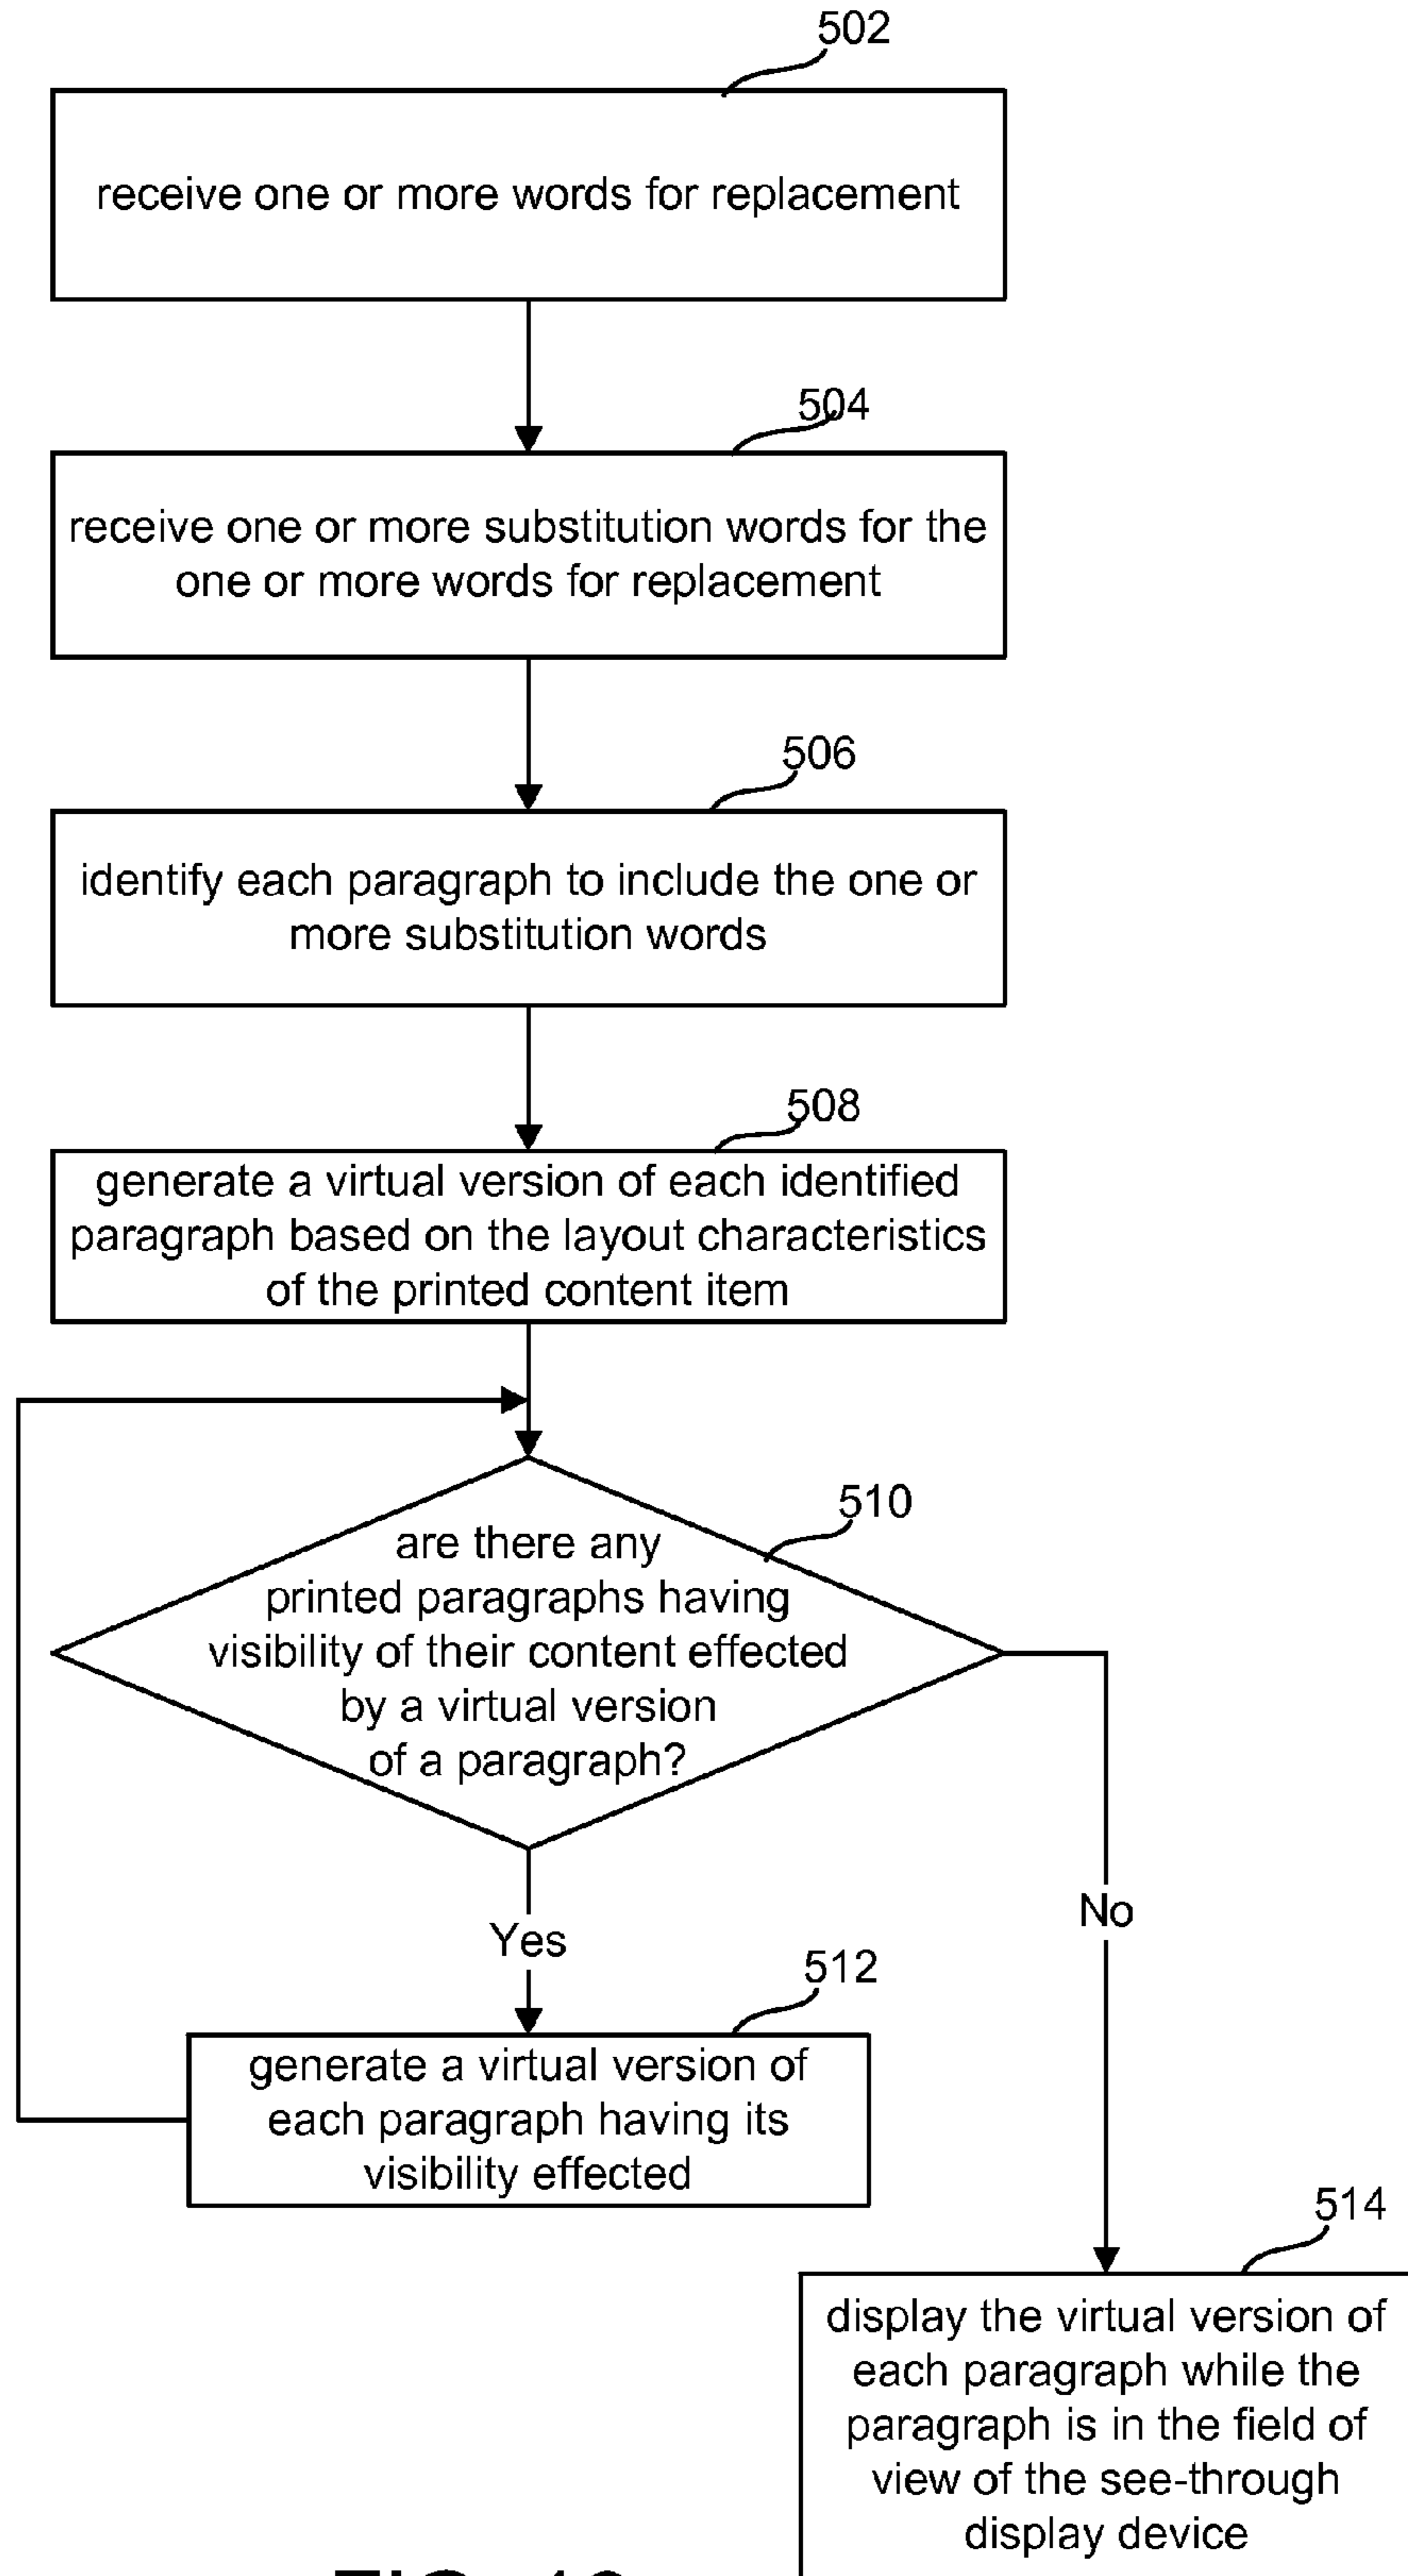 502
receive one or more words for replacement
504
receive one or more substitution words for the
one or more words for replacement
506
identify each paragraph to include the one or
more substitution words
508
generate a virtual version of each identified
paragraph based on the layout characteristics
of the printed content item
510
are there any
printed paragraphs having
visibility of their content effected
by a virtual version
of a paragraph?
Yes
No
512
generate a virtual version of
each paragraph having its
visibility effected
514
display the virtual version of
each paragraph while the
paragraph is in the field of
view of the see-through
display device